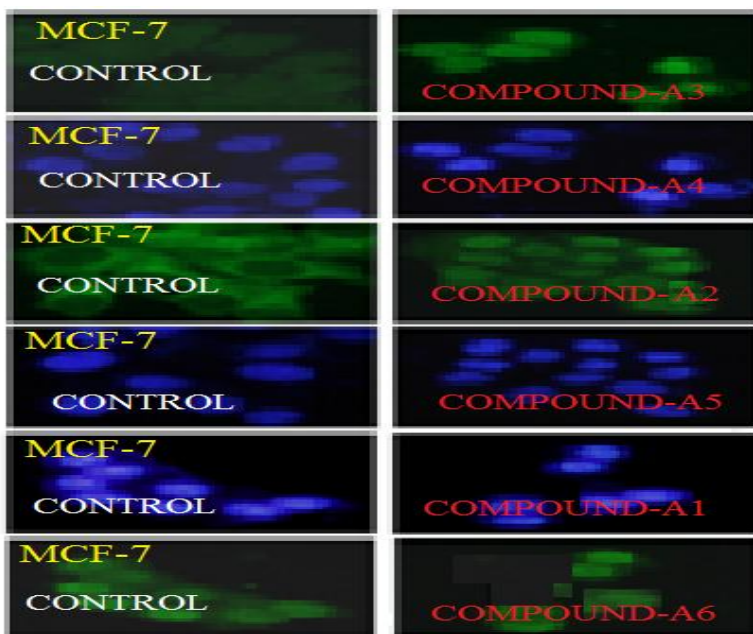 MCF-7
CONTROL
COMPOUND-A3
MCF-7
CONTROL
COMPOUND-A4
MCF-7
CONTROL
COMPOUND-A2
MCF-7
CONTROL
COMPOUND-A5
MCF-7
CONTROL
COMPOUND-A1
MCF-7
CONTROL
COMPOUND-A6